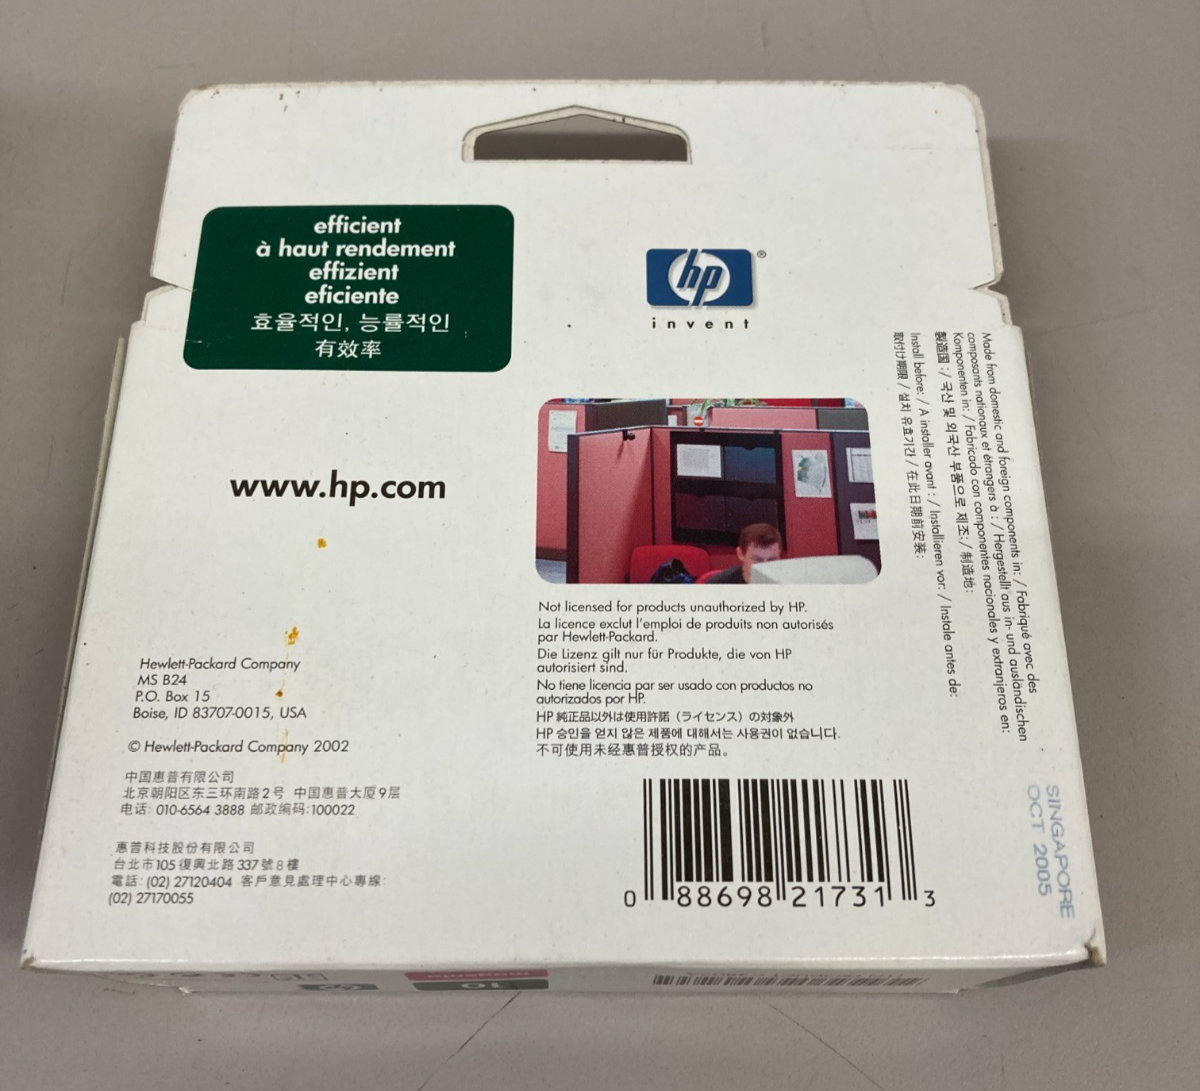 efficient
à haut rendement
effizient
eficiente
효율적인, 능률적인
有效率
hp®
invent
www.hp.com
Not licensed for products unauthorized by HP.
La licence exclut l'emploi de produits non autorisés
par Hewlett-Packard.
Die Lizenz gilt nur für Produkte, die von HP
autorisiert sind.
No tiene licencia par ser usado con productos no
autorizados por HP.
HP 純正品以外は使用許諾（ライセンス）の対象外
HP 승인을 얻지 않은 제품에 대해서는 사용권이 없습니다.
不可使用未经惠普授权的产品。
Hewlett-Packard Company
MS B24
P.O. Box 15
Boise, ID 83707-0015, USA
© Hewlett-Packard Company 2002
中国惠普有限公司
北京朝阳区东三环南路2号 中国惠普大厦9层
电话: 010-6564 3888 邮政编码:100022
惠普科技股份有限公司
台北市105復興北路337號8樓
電話: (02) 27120404 客戶意見處理中心專線:
(02) 27170055
0 88698 21731 3
Made from domestic and foreign components in: / Fabriqué avec des
composants nationaux et étrangers à : / Hergestellt aus in- und ausländischen
Komponenten in: / Fabricado con componentes nacionales y extranjeros en:
製造国 :/ 국산 및 외국산 부품으로 제조:/ 制造地:
Install before: / A installer avant : / Installieren vor: / Instale antes de:
取付け期限 / 설치 유효기간 / 在此日期前安装:
SINGAPORE
OCT 2005
10